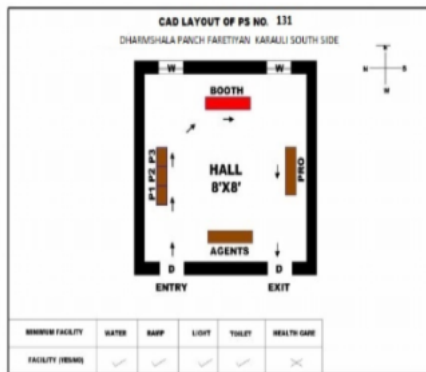 CAD LAYOUT OF PS NO. 131
DHARMSHALA PANCH FARETIYAN KARAULI SOUTH SIDE
W W
BOOTH
N S
P1 P2 P3
HALL
8'X8'
PRO
AGENTS
D D
ENTRY EXIT
MINIMUM FACILITY WATER RAMP LIGHT TOILET HEALTH CARE
FACILITY (YES/NO)